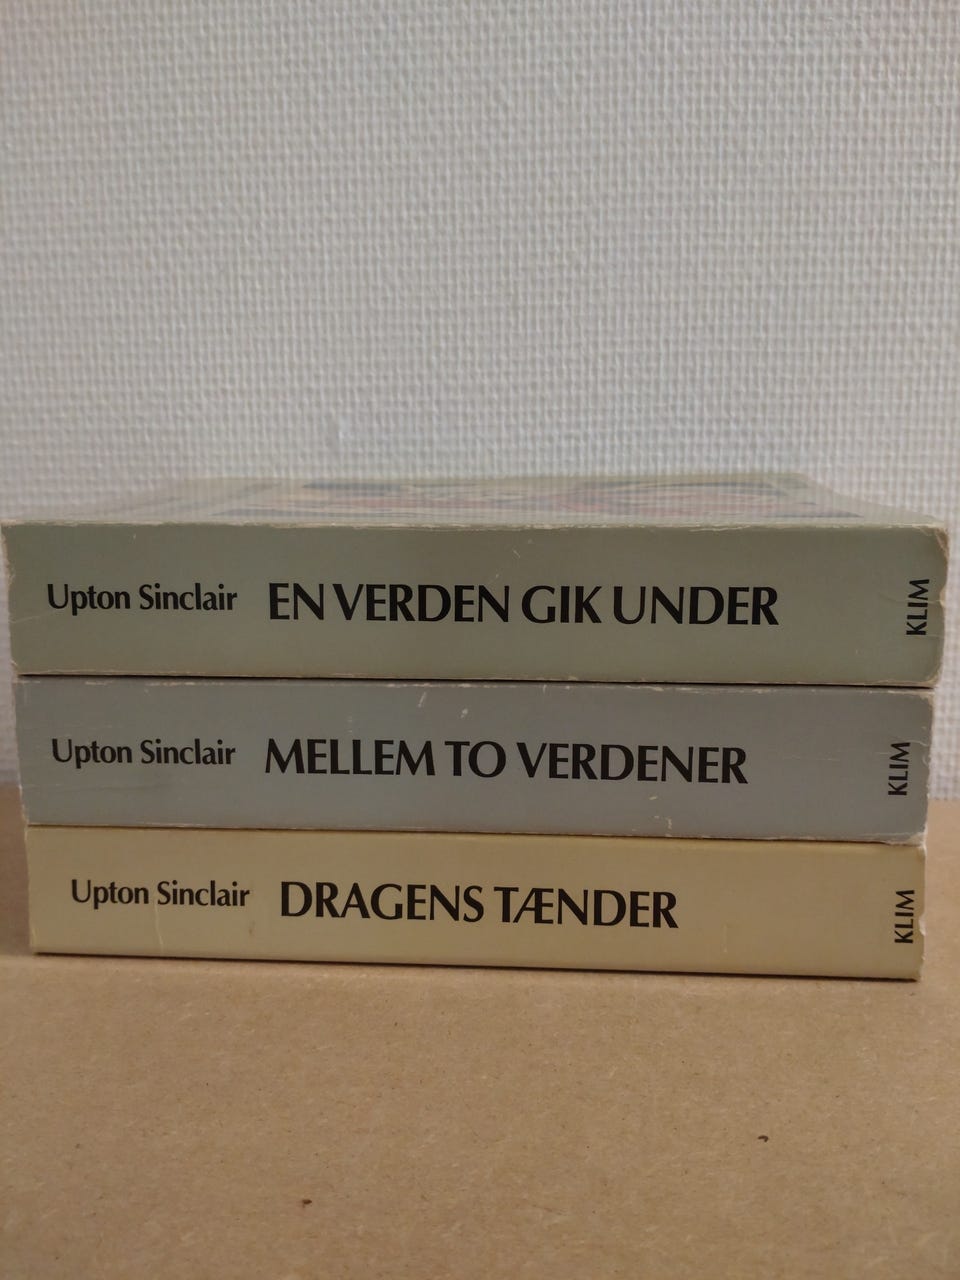 Upton Sinclair EN VERDEN GIK UNDER KLIM
Upton Sinclair MELLEM TO VERDENER KLIM
Upton Sinclair DRAGENS TÆNDER KLIM